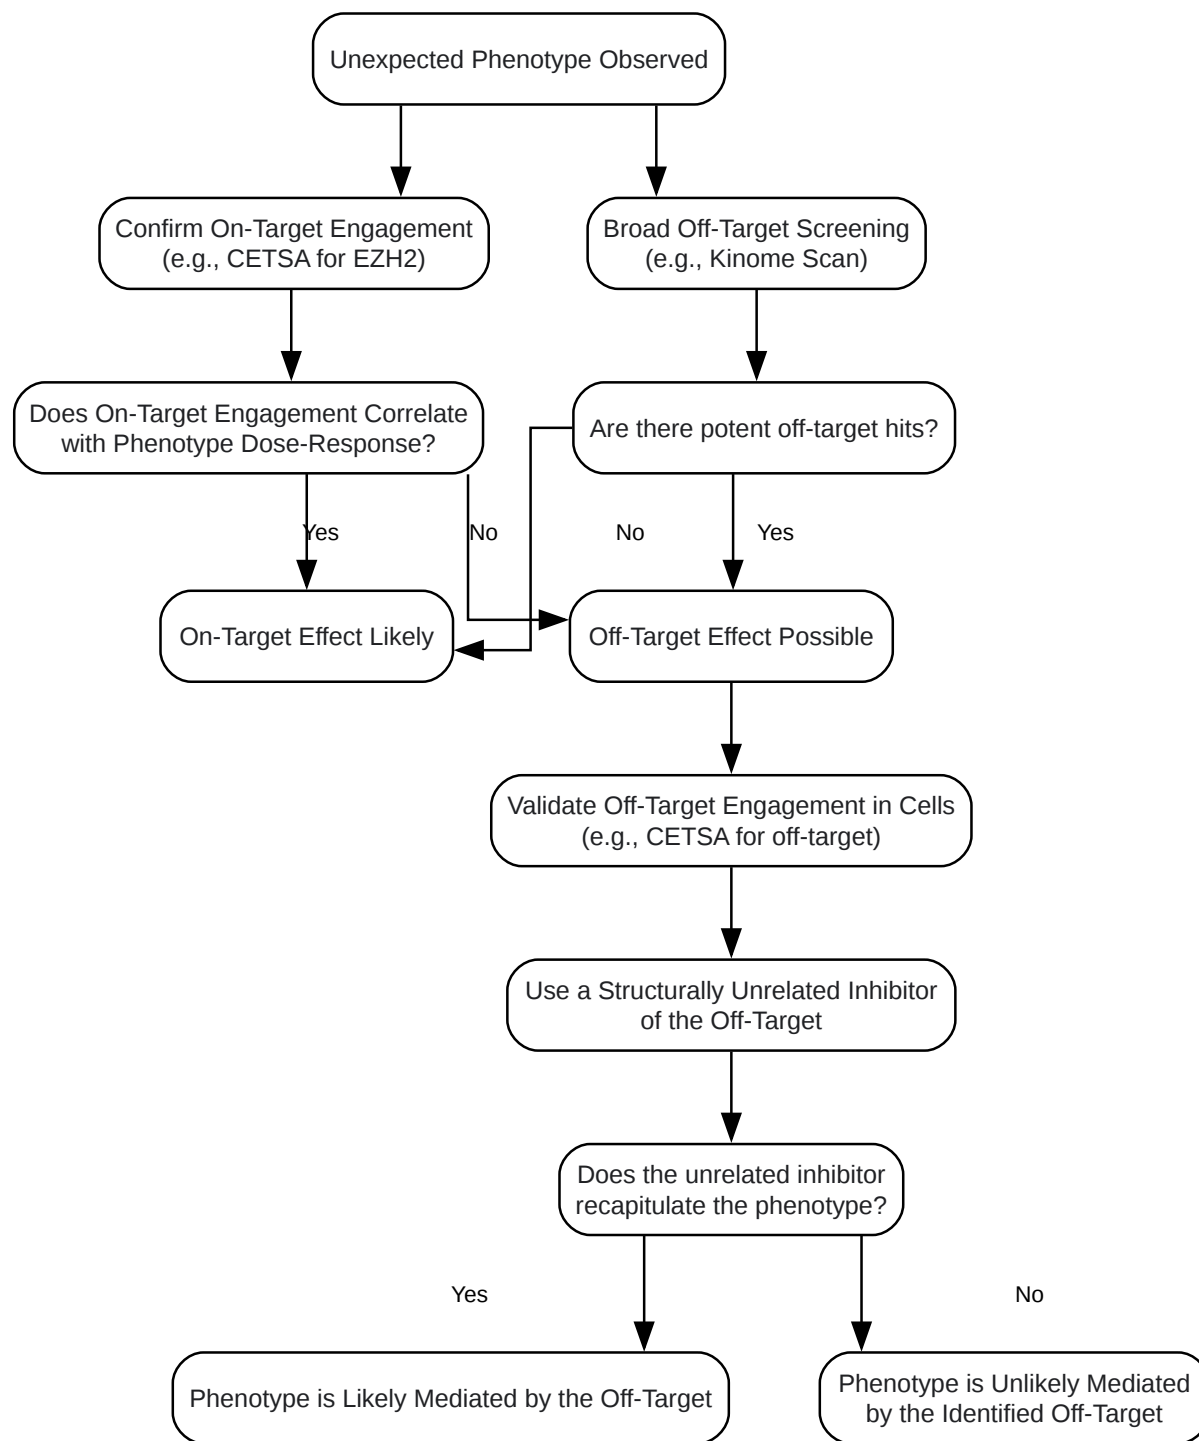 Unexpected Phenotype Observed
Confirm On-Target Engagement
(e.g., CETSA for EZH2)
Broad Off-Target Screening
(e.g., Kinome Scan)
Does On-Target Engagement Correlate
with Phenotype Dose-Response?
Are there potent off-target hits?
Yes
No
No
Yes
On-Target Effect Likely
Off-Target Effect Possible
Validate Off-Target Engagement in Cells
(e.g., CETSA for off-target)
Use a Structurally Unrelated Inhibitor
of the Off-Target
Does the unrelated inhibitor
recapitulate the phenotype?
Yes
No
Phenotype is Likely Mediated by the Off-Target
Phenotype is Unlikely Mediated
by the Identified Off-Target